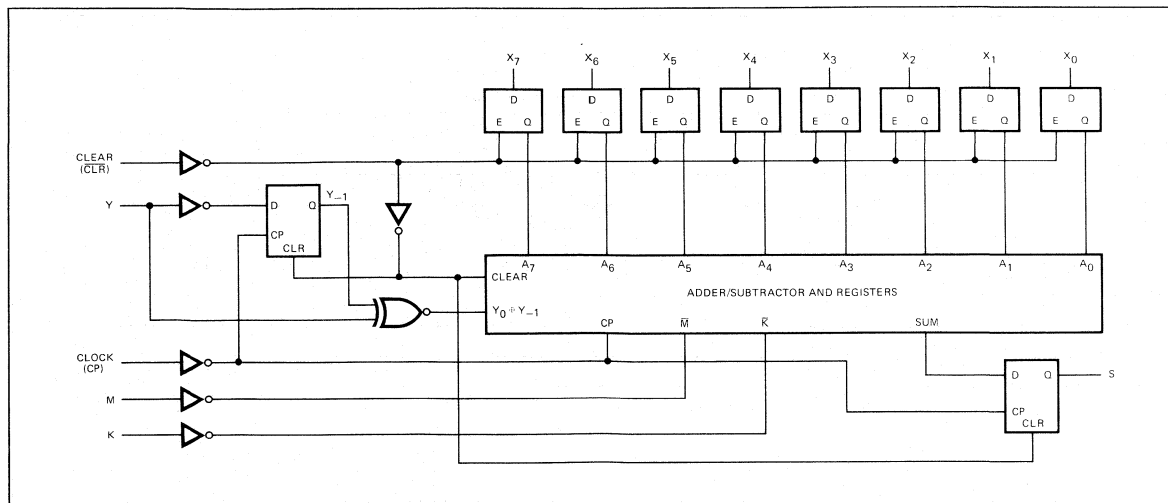 X7 X6 X5 X4 X3 X2 X1 X0
D D D D D D D D
E Q E Q E Q E Q E Q E Q E Q E Q
CLEAR
(CLR)
Y
D Q Y−1
CP
CLR
A7 A6 A5 A4 A3 A2 A1 A0
CLEAR
ADDER/SUBTRACTOR AND REGISTERS
Y0 + Y−1
CP M̅ K̅ SUM
CLOCK
(CP)
D Q S
M
CP
K
CLR